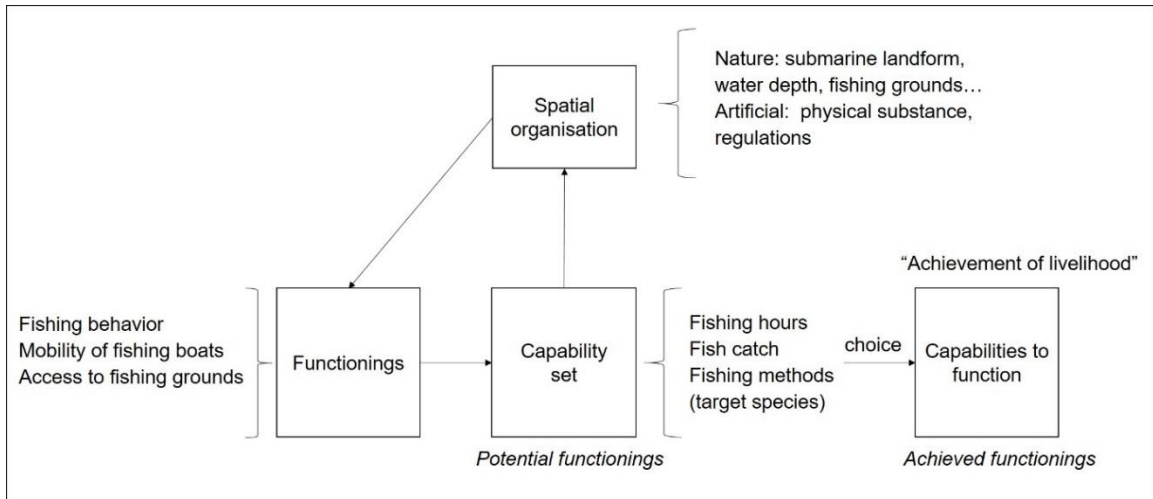 Spatial
organisation
Nature: submarine landform,
water depth, fishing grounds…
Artificial:  physical substance,
regulations
Fishing behavior
Mobility of fishing boats
Access to fishing grounds
Functionings
Capability
set
Potential functionings
Fishing hours
Fish catch
Fishing methods
(target species)
choice
“Achievement of livelihood”
Capabilities to
function
Achieved functionings